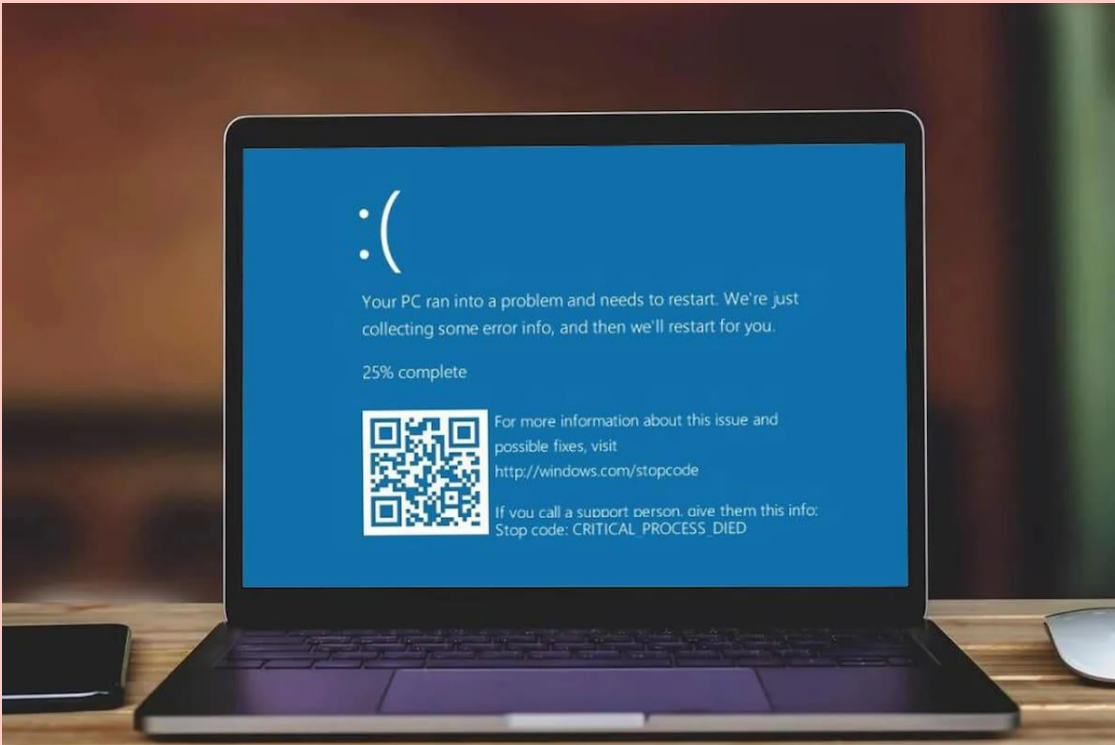 :(
Your PC ran into a problem and needs to restart. We're just
collecting some error info, and then we'll restart for you.
25% complete
For more information about this issue and
possible fixes, visit
http://windows.com/stopcode
If you call a support person, give them this info:
Stop code: CRITICAL_PROCESS_DIED